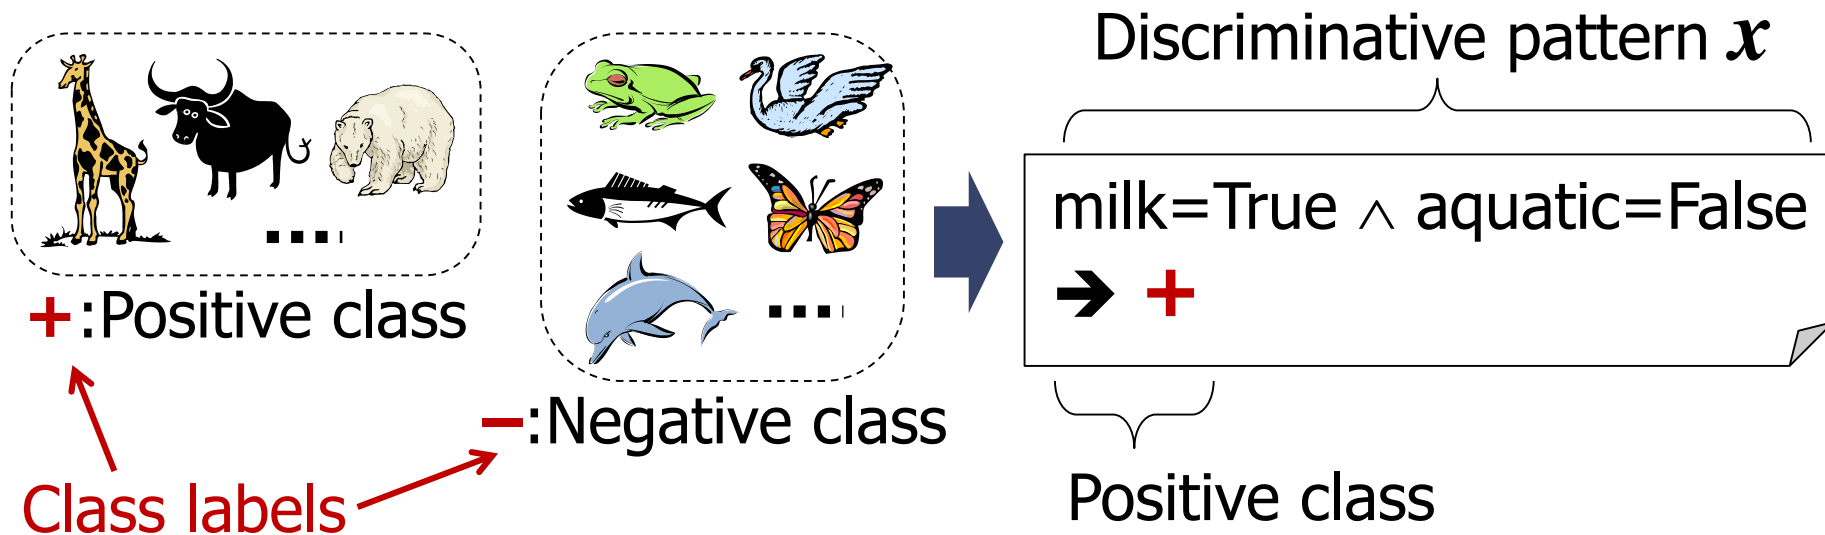 Discriminative pattern x
milk=True ∧ aquatic=False
➔ +
+:Positive class
–:Negative class
Class labels
Positive class